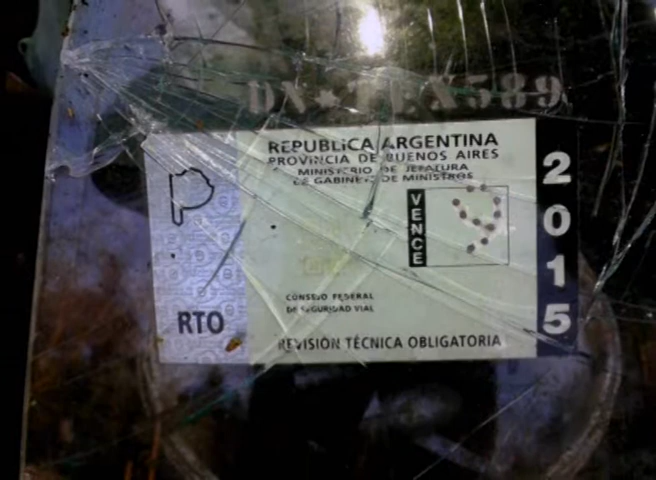 REPUBLICA ARGENTINA
PROVINCIA DE BUENOS AIRES
MINISTERIO DE JEFATURA
DE GABINETE DE MINISTROS
VENCE
9
2015
CONSEJO FEDERAL
DE SEGURIDAD VIAL
RTO
REVISIÓN TÉCNICA OBLIGATORIA